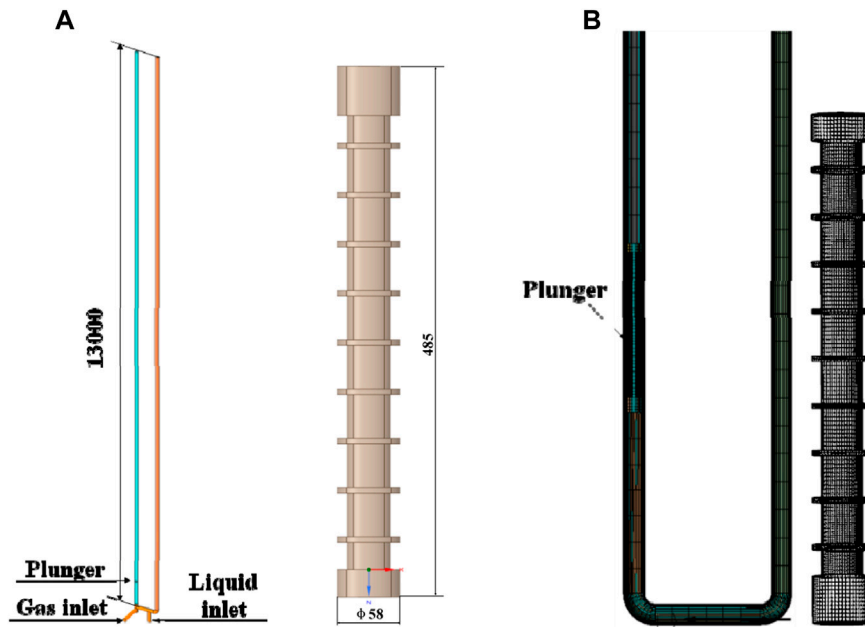 A
B
13000
Plunger
Gas inlet
Liquid
inlet
485
ϕ 58
Plunger